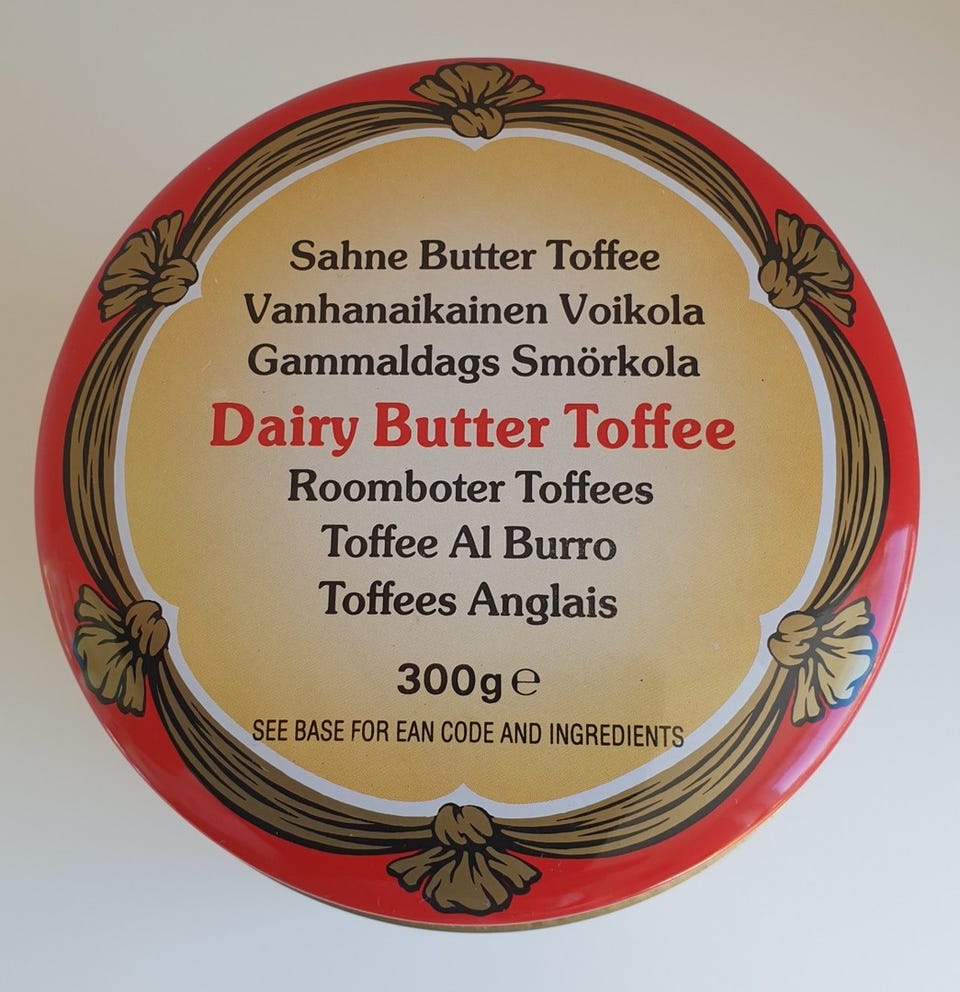 Sahne Butter Toffee
Vanhanaikainen Voikola
Gammaldags Smörkola
Dairy Butter Toffee
Roomboter Toffees
Toffee Al Burro
Toffees Anglais
300g ℮
SEE BASE FOR EAN CODE AND INGREDIENTS